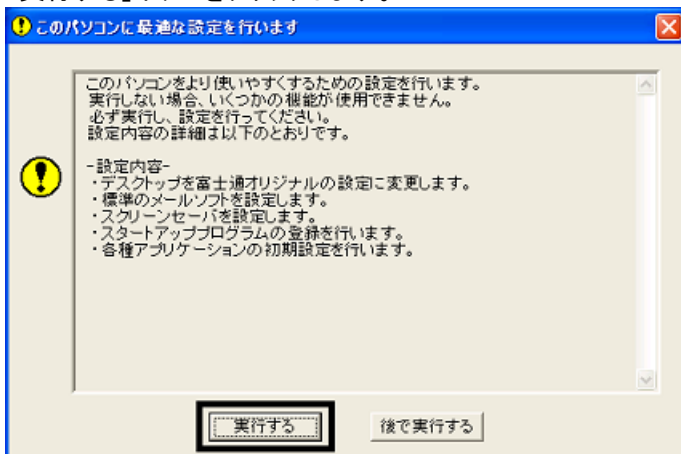 このパソコンに最適な設定を行います
このパソコンをより使いやすくするための設定を行います。
実行しない場合、いくつかの機能が使用できません。
必ず実行し、設定を行ってください。
設定内容の詳細は以下のとおりです。
-設定内容-
・デスクトップを富士通オリジナルの設定に変更します。
・標準のメールソフトを設定します。
・スクリーンセーバを設定します。
・スタートアッププログラムの登録を行います。
・各種アプリケーションの初期設定を行います。
実行する
後で実行する